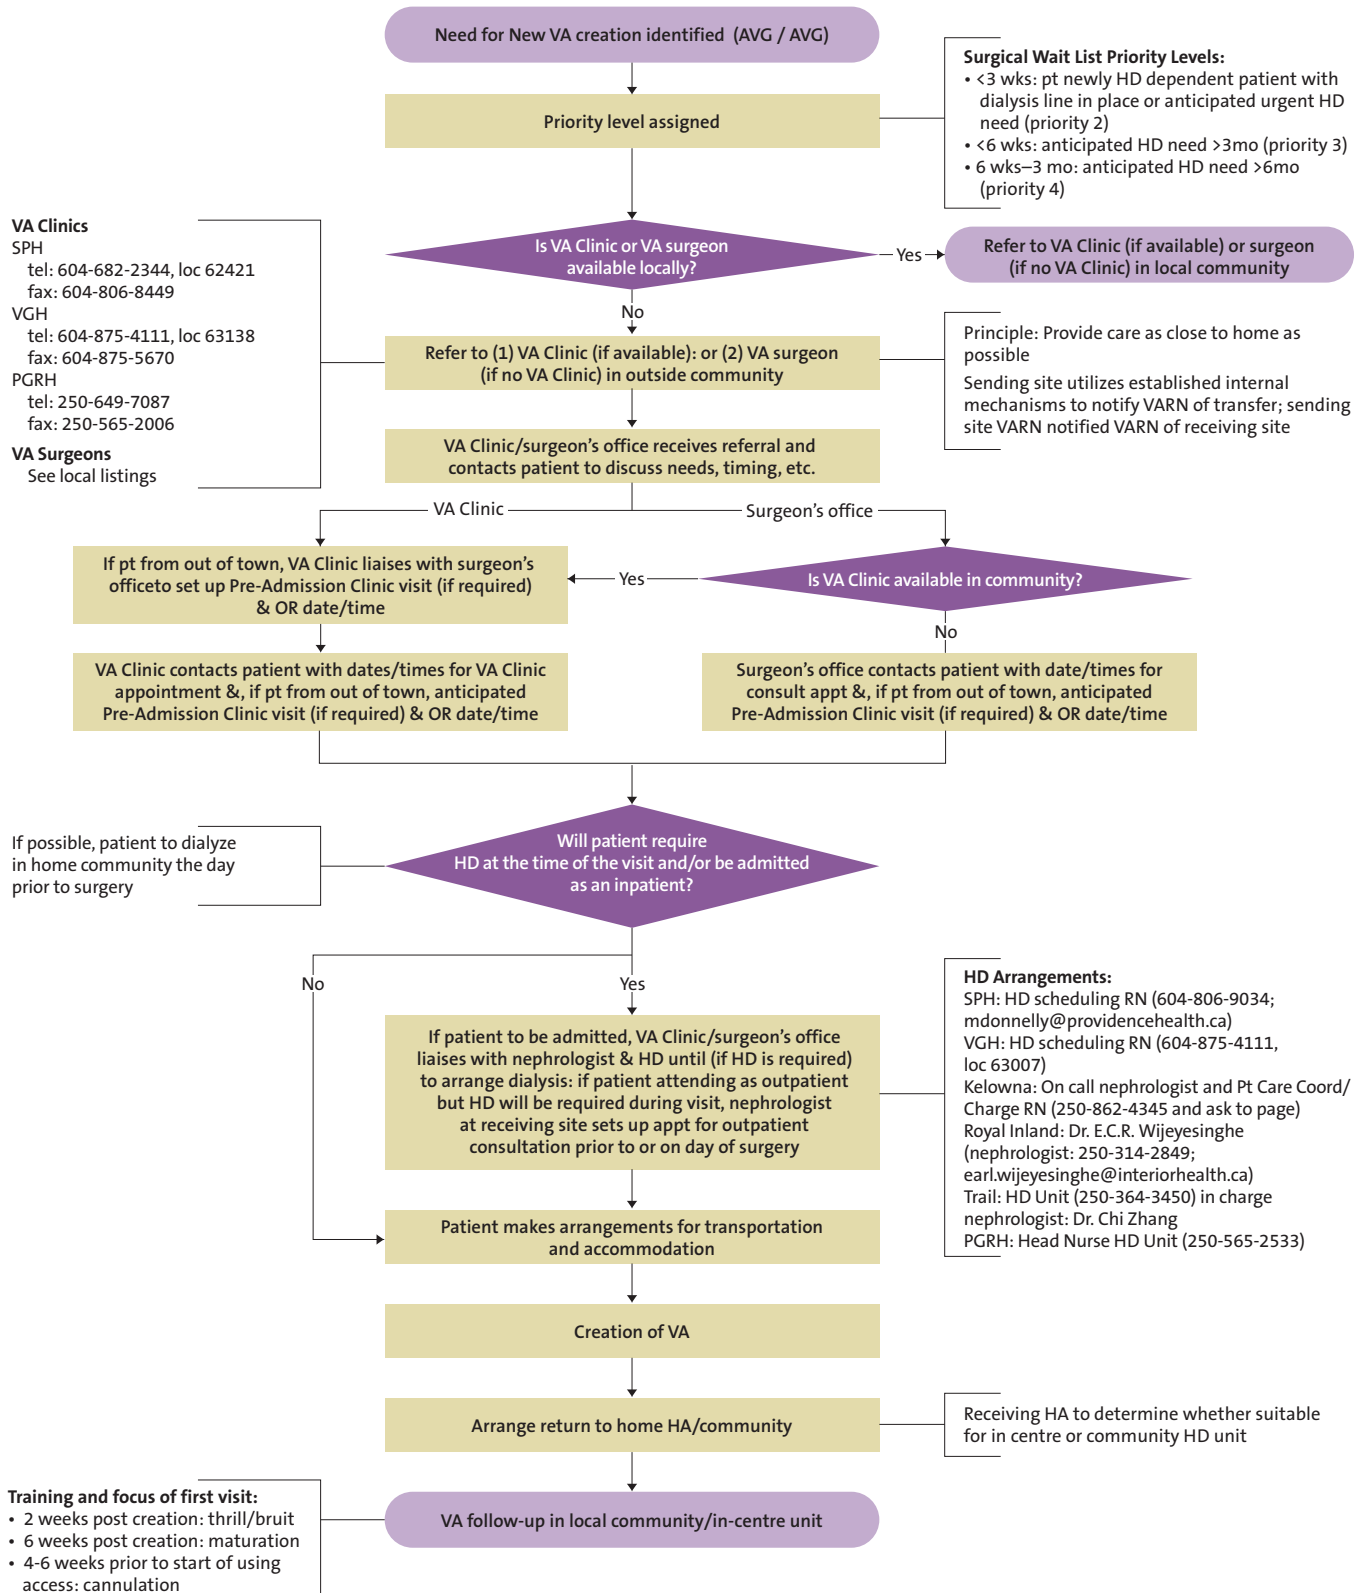 Need for New VA creation identified  (AVG / AVG)
Priority level assigned
Surgical Wait List Priority Levels:
• <3 wks: pt newly HD dependent patient with
dialysis line in place or anticipated urgent HD
need (priority 2)
• <6 wks: anticipated HD need >3mo (priority 3)
• 6 wks–3 mo: anticipated HD need >6mo
(priority 4)
Is VA Clinic or VA surgeon
available locally?
Yes
Refer to VA Clinic (if available) or surgeon
(if no VA Clinic) in local community
No
VA Clinics
SPH
tel: 604-682-2344, loc 62421
fax: 604-806-8449
VGH
tel: 604-875-4111, loc 63138
fax: 604-875-5670
PGRH
tel: 250-649-7087
fax: 250-565-2006
VA Surgeons
See local listings
Refer to (1) VA Clinic (if available): or (2) VA surgeon
(if no VA Clinic) in outside community
Principle: Provide care as close to home as
possible
Sending site utilizes established internal
mechanisms to notify VARN of transfer; sending
site VARN notified VARN of receiving site
VA Clinic/surgeon's office receives referral and
contacts patient to discuss needs, timing, etc.
VA Clinic
Surgeon's office
If pt from out of town, VA Clinic liaises with surgeon's
officeto set up Pre-Admission Clinic visit (if required)
& OR date/time
Yes
Is VA Clinic available in community?
No
VA Clinic contacts patient with dates/times for VA Clinic
appointment &, if pt from out of town, anticipated
Pre-Admission Clinic visit (if required) & OR date/time
Surgeon's office contacts patient with date/times for
consult appt &, if pt from out of town, anticipated
Pre-Admission Clinic visit (if required) & OR date/time
If possible, patient to dialyze
in home community the day
prior to surgery
Will patient require
HD at the time of the visit and/or be admitted
as an inpatient?
No
Yes
If patient to be admitted, VA Clinic/surgeon's office
liaises with nephrologist & HD until (if HD is required)
to arrange dialysis: if patient attending as outpatient
but HD will be required during visit, nephrologist
at receiving site sets up appt for outpatient
consultation prior to or on day of surgery
HD Arrangements:
SPH: HD scheduling RN (604-806-9034;
mdonnelly@providencehealth.ca)
VGH: HD scheduling RN (604-875-4111,
loc 63007)
Kelowna: On call nephrologist and Pt Care Coord/
Charge RN (250-862-4345 and ask to page)
Royal Inland: Dr. E.C.R. Wijeyesinghe
(nephrologist: 250-314-2849;
earl.wijeyesinghe@interiorhealth.ca)
Trail: HD Unit (250-364-3450) in charge
nephrologist: Dr. Chi Zhang
PGRH: Head Nurse HD Unit (250-565-2533)
Patient makes arrangements for transportation
and accommodation
Creation of VA
Arrange return to home HA/community
Receiving HA to determine whether suitable
for in centre or community HD unit
Training and focus of first visit:
• 2 weeks post creation: thrill/bruit
• 6 weeks post creation: maturation
• 4-6 weeks prior to start of using
access: cannulation
VA follow-up in local community/in-centre unit